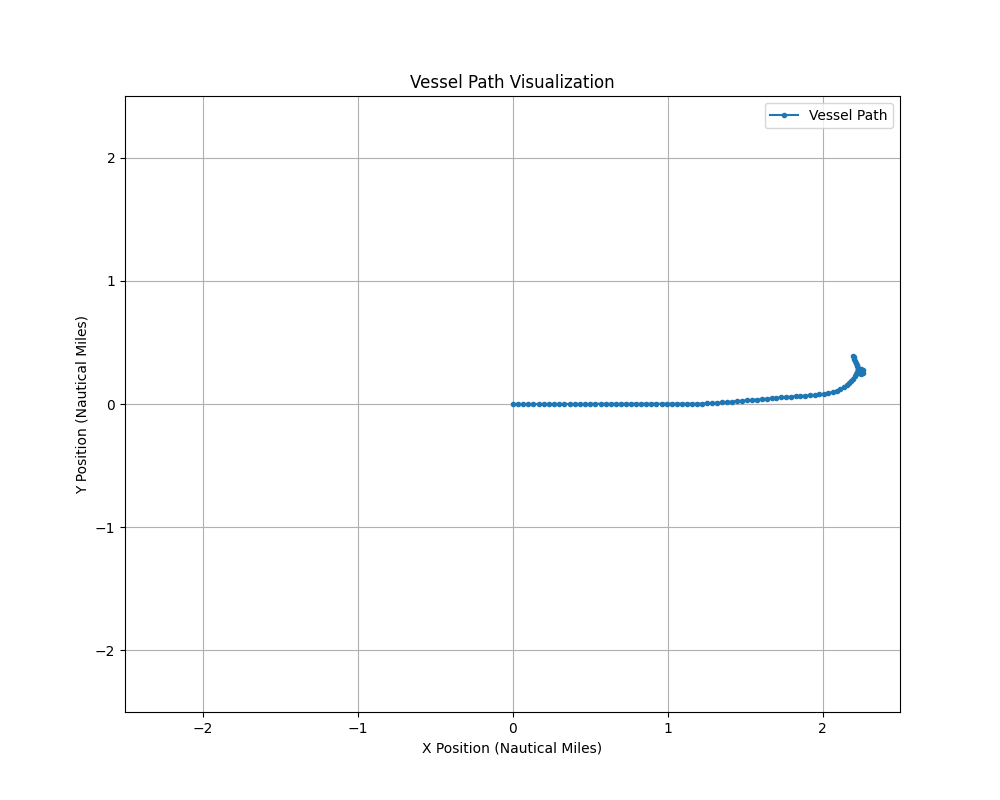 Vessel Path Visualization
Vessel Path
Y Position (Nautical Miles)
2
1
0
−1
−2
−2
−1
0
1
2
X Position (Nautical Miles)